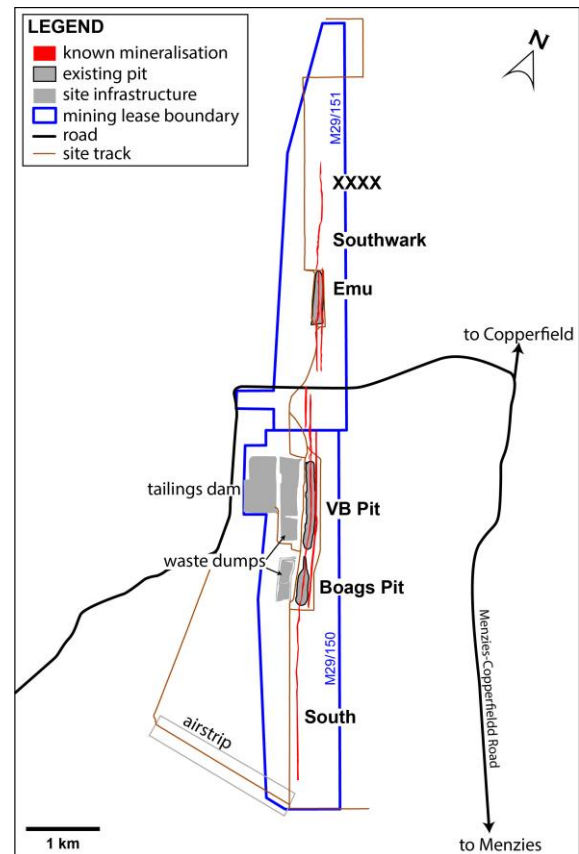 LEGEND
known mineralisation
existing pit
site infrastructure
mining lease boundary
road
site track
N
M29/151
XXXX
Southwark
Emu
to Copperfield
tailings dam
VB Pit
waste dumps
Boags Pit
M29/150
Menzies-Copperfieldd Road
South
airstrip
1 km
to Menzies